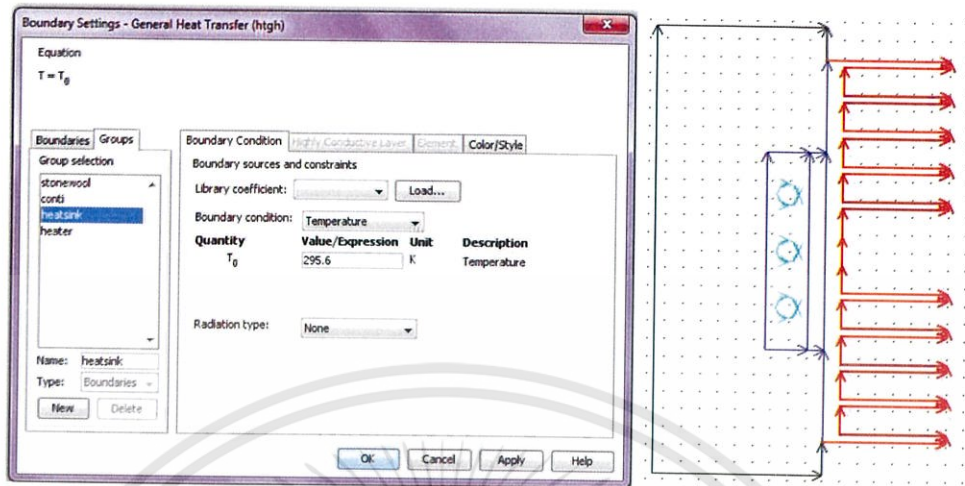 Boundary Settings - General Heat Transfer (htgh)
Equation
T = T0
Boundaries Groups
Group selection
stonewool
conti
heatsink
heater
Name: heatsink
Type: Boundaries
New Delete
Boundary Condition Highly Conductive Layer Element Color/Style
Boundary sources and constraints
Library coefficient: Load...
Boundary condition: Temperature
Quantity Value/Expression Unit Description
T0 295.6 K Temperature
Radiation type: None
OK Cancel Apply Help